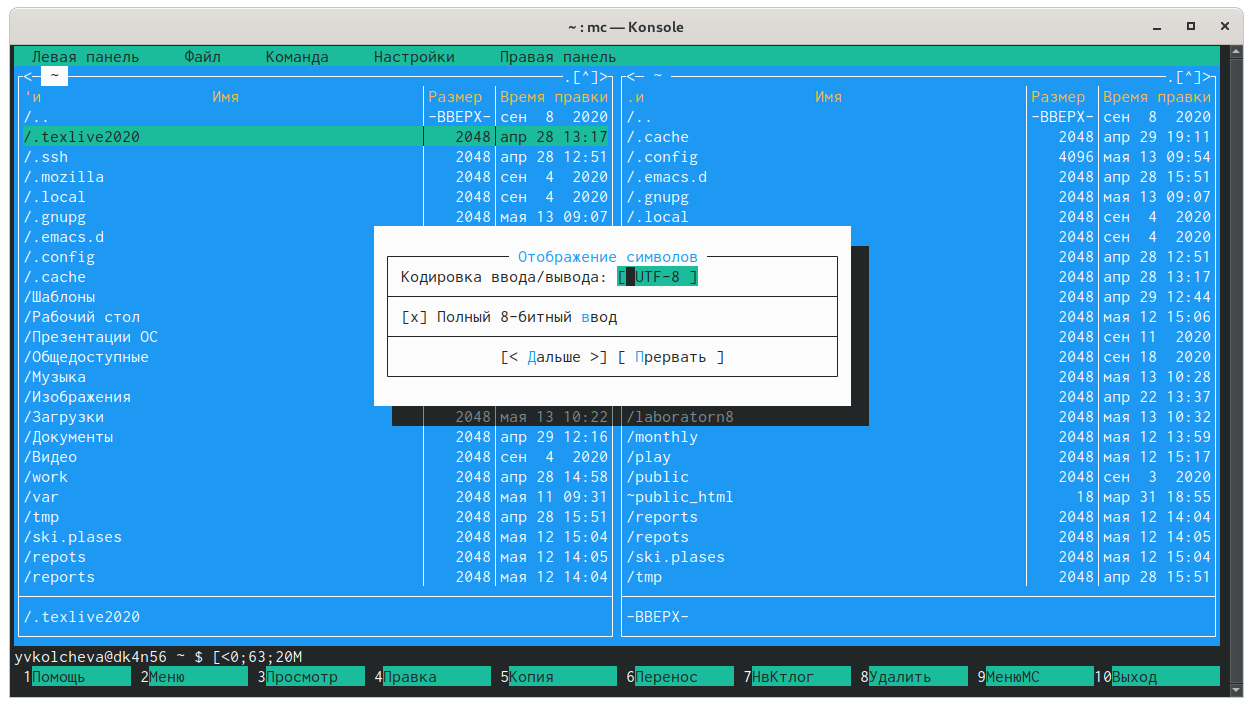 ~ : mc — Konsole
Левая панель Файл Команда Настройки Правая панель
<— ~ .[^]> <— ~ .[^]>
'и Имя Размер Время правки .и Имя Размер Время правки
/.. -ВВЕРХ- сен 8 2020 /.. -ВВЕРХ- сен 8 2020
/.texlive2020 2048 апр 28 13:17 /.cache 2048 апр 29 19:11
/.ssh 2048 апр 28 12:51 /.config 4096 мая 13 09:54
/.mozilla 2048 сен 4 2020 /.emacs.d 2048 апр 28 15:51
/.local 2048 сен 4 2020 /.gnupg 2048 мая 13 09:07
/.gnupg 2048 мая 13 09:07 /.local 2048 сен 4 2020
/.emacs.d 2048 сен 4 2020
/.config Отображение символов 2048 апр 28 12:51
/.cache Кодировка ввода/вывода: [ UTF-8 ] 2048 апр 28 13:17
/Шаблоны 2048 апр 29 12:44
/Рабочий стол [x] Полный 8-битный ввод 2048 мая 12 15:06
/Презентации ОС 2048 сен 11 2020
/Общедоступные [< Дальше >] [ Прервать ] 2048 сен 18 2020
/Музыка 2048 мая 13 10:28
/Изображения 2048 апр 22 13:37
/Загрузки 2048 мая 13 10:22 /laboratorn8 2048 мая 13 10:32
/Документы 2048 апр 29 12:16 /monthly 2048 мая 12 13:59
/Видео 2048 сен 4 2020 /play 2048 мая 12 15:17
/work 2048 апр 28 14:58 /public 2048 сен 3 2020
/var 2048 мая 11 09:31 ~public_html 18 мар 31 18:55
/tmp 2048 апр 28 15:51 /reports 2048 мая 12 14:04
/ski.plases 2048 мая 12 15:04 /repots 2048 мая 12 14:05
/repots 2048 мая 12 14:05 /ski.plases 2048 мая 12 15:04
/reports 2048 мая 12 14:04 /tmp 2048 апр 28 15:51
/.texlive2020 -ВВЕРХ-
yvkolcheva@dk4n56 ~ $ [<0;63;20M
1Помощь 2Меню 3Просмотр 4Правка 5Копия 6Перенос 7НвКтлог 8Удалить 9МенюМС 10Выход